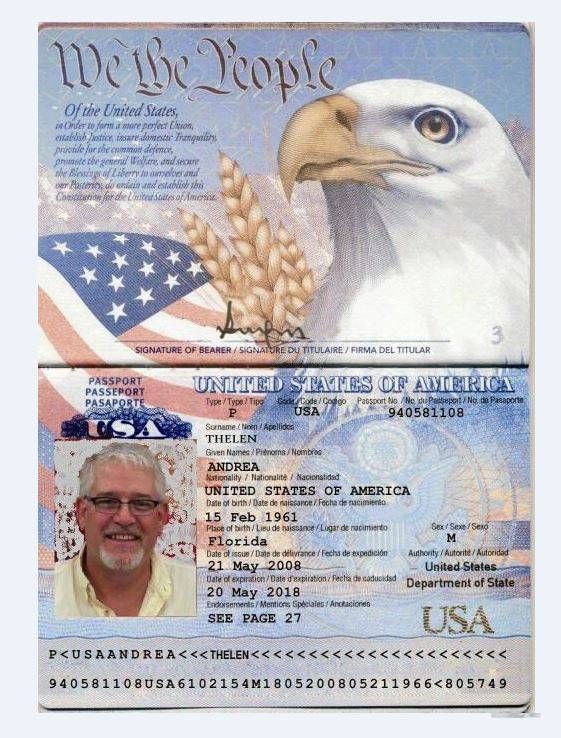 We the People
Of the United States,
in Order to form a more perfect Union,
establish Justice, insure domestic Tranquility,
provide for the common defence,
promote the general Welfare, and secure
the Blessings of Liberty to ourselves and
our Posterity, do ordain and establish this
Constitution for the United States of America.
3
SIGNATURE OF BEARER / SIGNATURE DU TITULAIRE / FIRMA DEL TITULAR
PASSPORT
PASSEPORT
PASAPORTE
USA
UNITED STATES OF AMERICA
Type / Type / Tipo Code / Code / Codigo Passport No. / No. du Passeport / No. de Pasaporte
P USA 940581108
Surname / Nom / Apellidos
THELEN
Given Names / Prénoms / Nombres
ANDREA
Nationality / Nationalité / Nacionalidad
UNITED STATES OF AMERICA
Date of birth / Date de naissance / Fecha de nacimiento
15 Feb 1961
Place of birth / Lieu de naissance / Lugar de nacimiento Sex / Sexe / Sexo
Florida M
Date of issue / Date de délivrance / Fecha de expedición Authority / Autorité / Autoridad
21 May 2008 United States
Date of expiration / Date d'expiration / Fecha de caducidad Department of State
20 May 2018
Endorsements / Mentions Spéciales / Anotaciones
SEE PAGE 27
USA
P<USAANDREA<<<THELEN<<<<<<<<<<<<<<<<<<<<<<<
940581108USA6102154M1805200805211966<805749